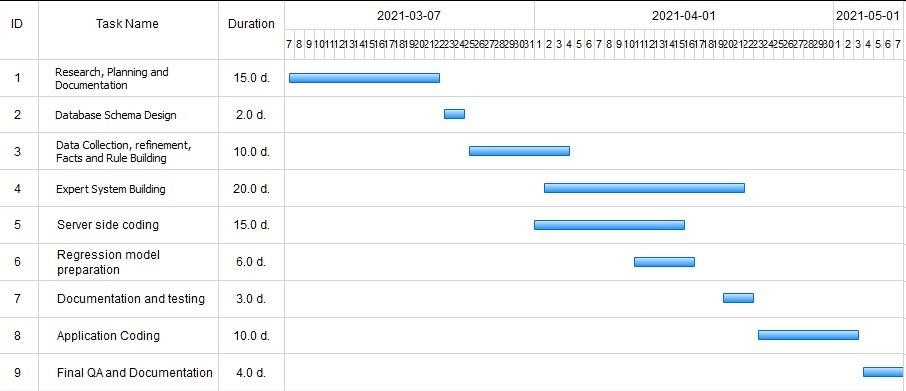 ID Task Name Duration 2021-03-07 2021-04-01 2021-05-01
7 8 9 10 11 12 13 14 15 16 17 18 19 20 21 22 23 24 25 26 27 28 29 30 31 1 2 3 4 5 6 7 8 9 10 11 12 13 14 15 16 17 18 19 20 21 22 23 24 25 26 27 28 29 30 1 2 3 4 5 6 7
1 Research, Planning and
Documentation 15.0 d.
2 Database Schema Design 2.0 d.
3 Data Collection, refinement,
Facts and Rule Building 10.0 d.
4 Expert System Building 20.0 d.
5 Server side coding 15.0 d.
6 Regression model
preparation 6.0 d.
7 Documentation and testing 3.0 d.
8 Application Coding 10.0 d.
9 Final QA and Documentation 4.0 d.